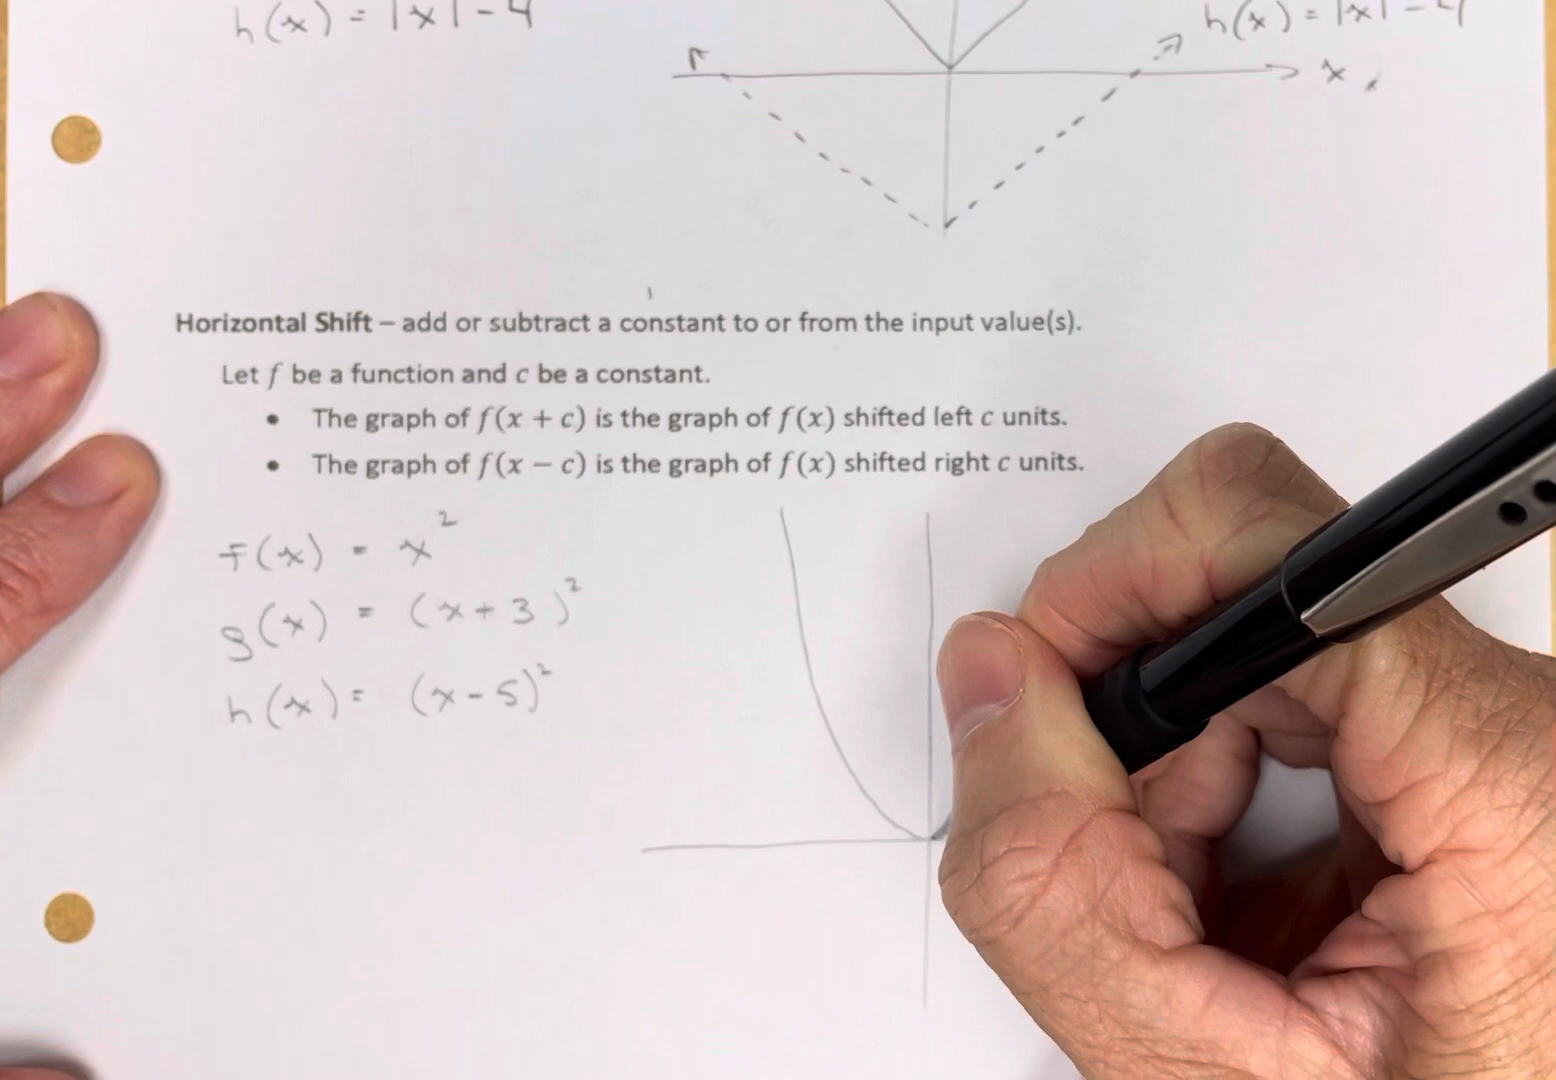 h(x) = |x| - 4
h(x) = |x| - 4
x
Horizontal Shift – add or subtract a constant to or from the input value(s).
Let f be a function and c be a constant.
• The graph of f(x + c) is the graph of f(x) shifted left c units.
• The graph of f(x − c) is the graph of f(x) shifted right c units.
f(x) = x²
g(x) = (x + 3)²
h(x) = (x - 5)²